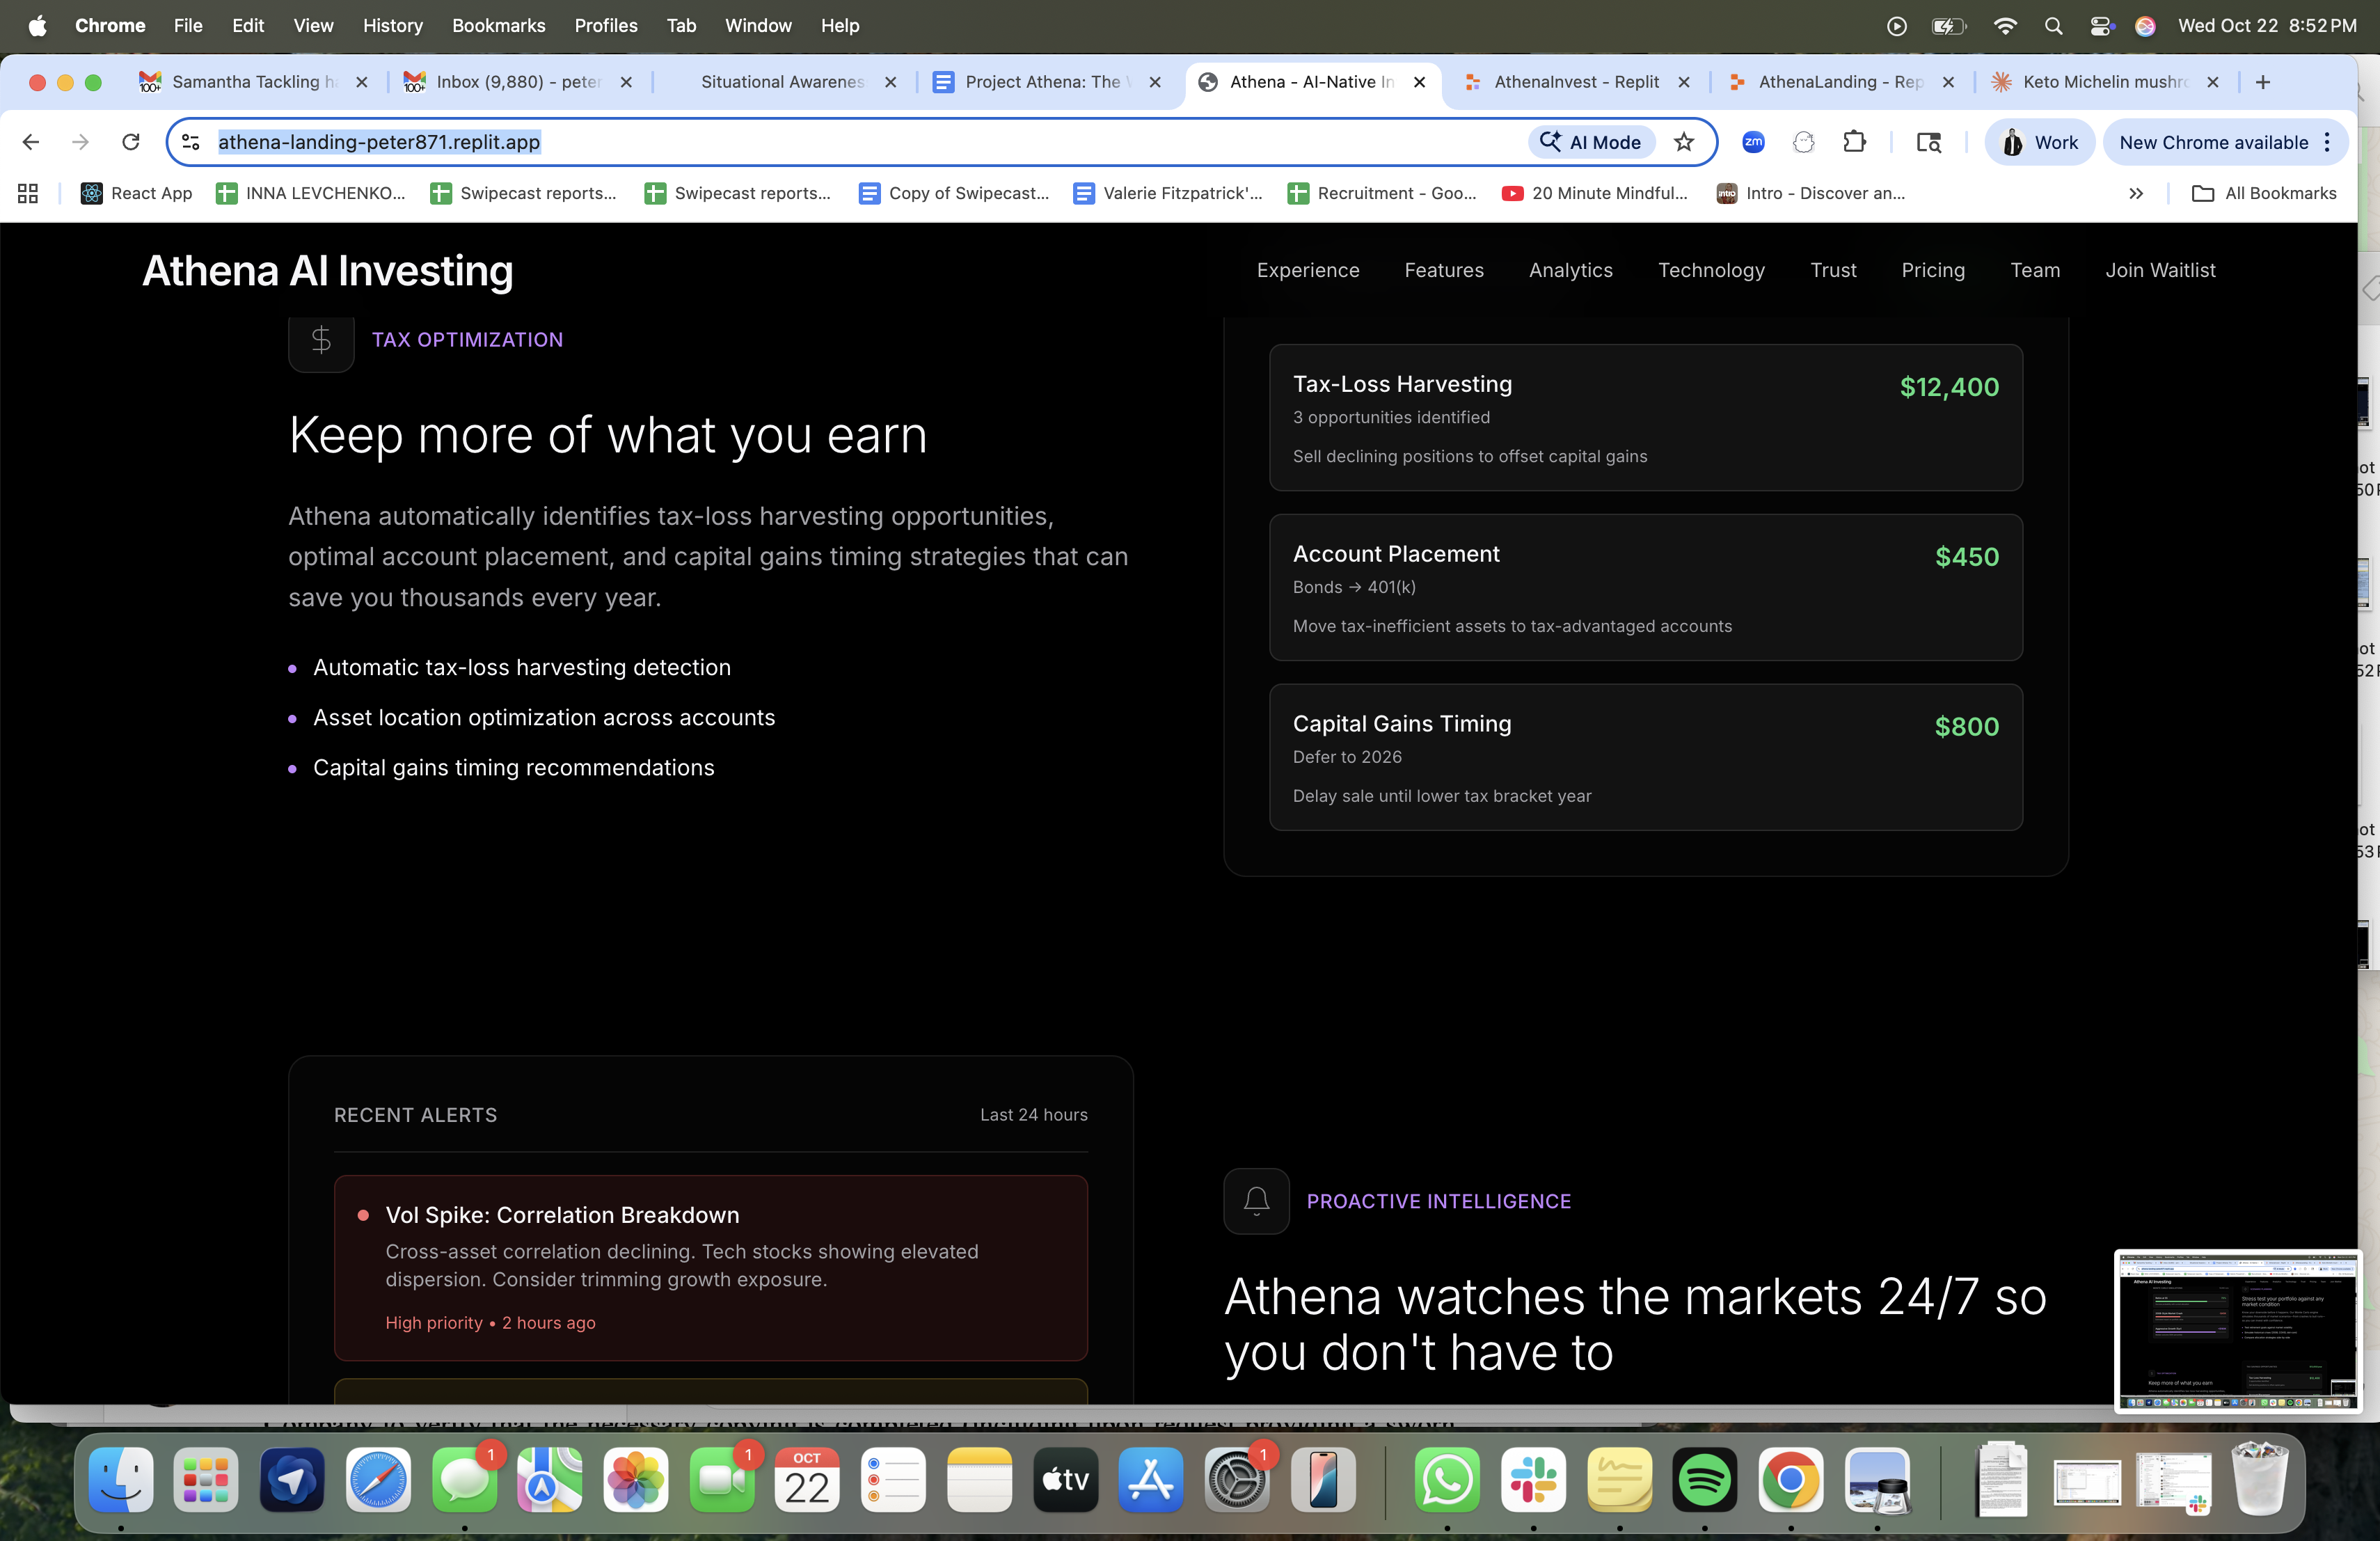 Chrome File Edit View History Bookmarks Profiles Tab Window Help
Wed Oct 22 8:52 PM
Samantha Tackling ha
Inbox (9,880) - peter
Situational Awarenes
Project Athena: The
Athena - AI-Native In
AthenaInvest - Replit
AthenaLanding - Rep
Keto Michelin mushr
athena-landing-peter871.replit.app
AI Mode
zm
Work
New Chrome available
React App
INNA LEVCHENKO...
Swipecast reports...
Swipecast reports...
Copy of Swipecast...
Valerie Fitzpatrick'...
Recruitment - Goo...
20 Minute Mindful...
Intro - Discover an...
All Bookmarks
Athena AI Investing
Experience Features Analytics Technology Trust Pricing Team Join Waitlist
$
TAX OPTIMIZATION
Keep more of what you earn
Athena automatically identifies tax-loss harvesting opportunities,
optimal account placement, and capital gains timing strategies that can
save you thousands every year.
Automatic tax-loss harvesting detection
Asset location optimization across accounts
Capital gains timing recommendations
Tax-Loss Harvesting
$12,400
3 opportunities identified
Sell declining positions to offset capital gains
Account Placement
$450
Bonds → 401(k)
Move tax-inefficient assets to tax-advantaged accounts
Capital Gains Timing
$800
Defer to 2026
Delay sale until lower tax bracket year
RECENT ALERTS
Last 24 hours
Vol Spike: Correlation Breakdown
Cross-asset correlation declining. Tech stocks showing elevated
dispersion. Consider trimming growth exposure.
High priority • 2 hours ago
PROACTIVE INTELLIGENCE
Athena watches the markets 24/7 so
you don't have to
1
1
OCT
22
tv
1